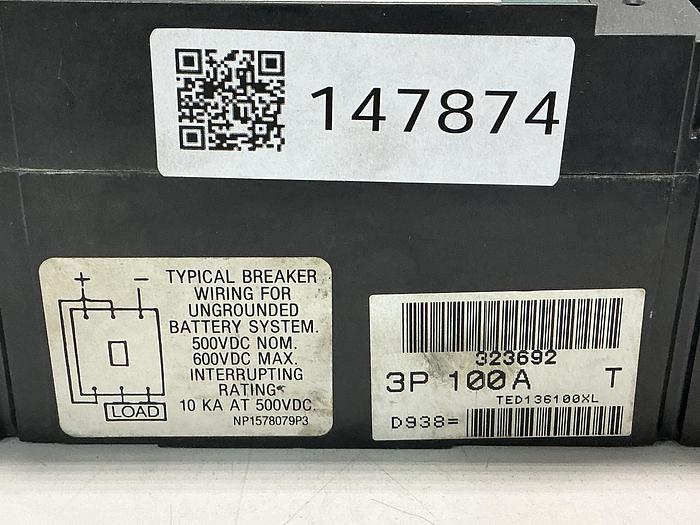 147874
+ −
TYPICAL BREAKER
WIRING FOR
UNGROUNDED
BATTERY SYSTEM.
500VDC NOM.
600VDC MAX.
INTERRUPTING
RATING
10 KA AT 500VDC.
NP1578079P3
LOAD
323692
3P 100A T
TED136100XL
D938=